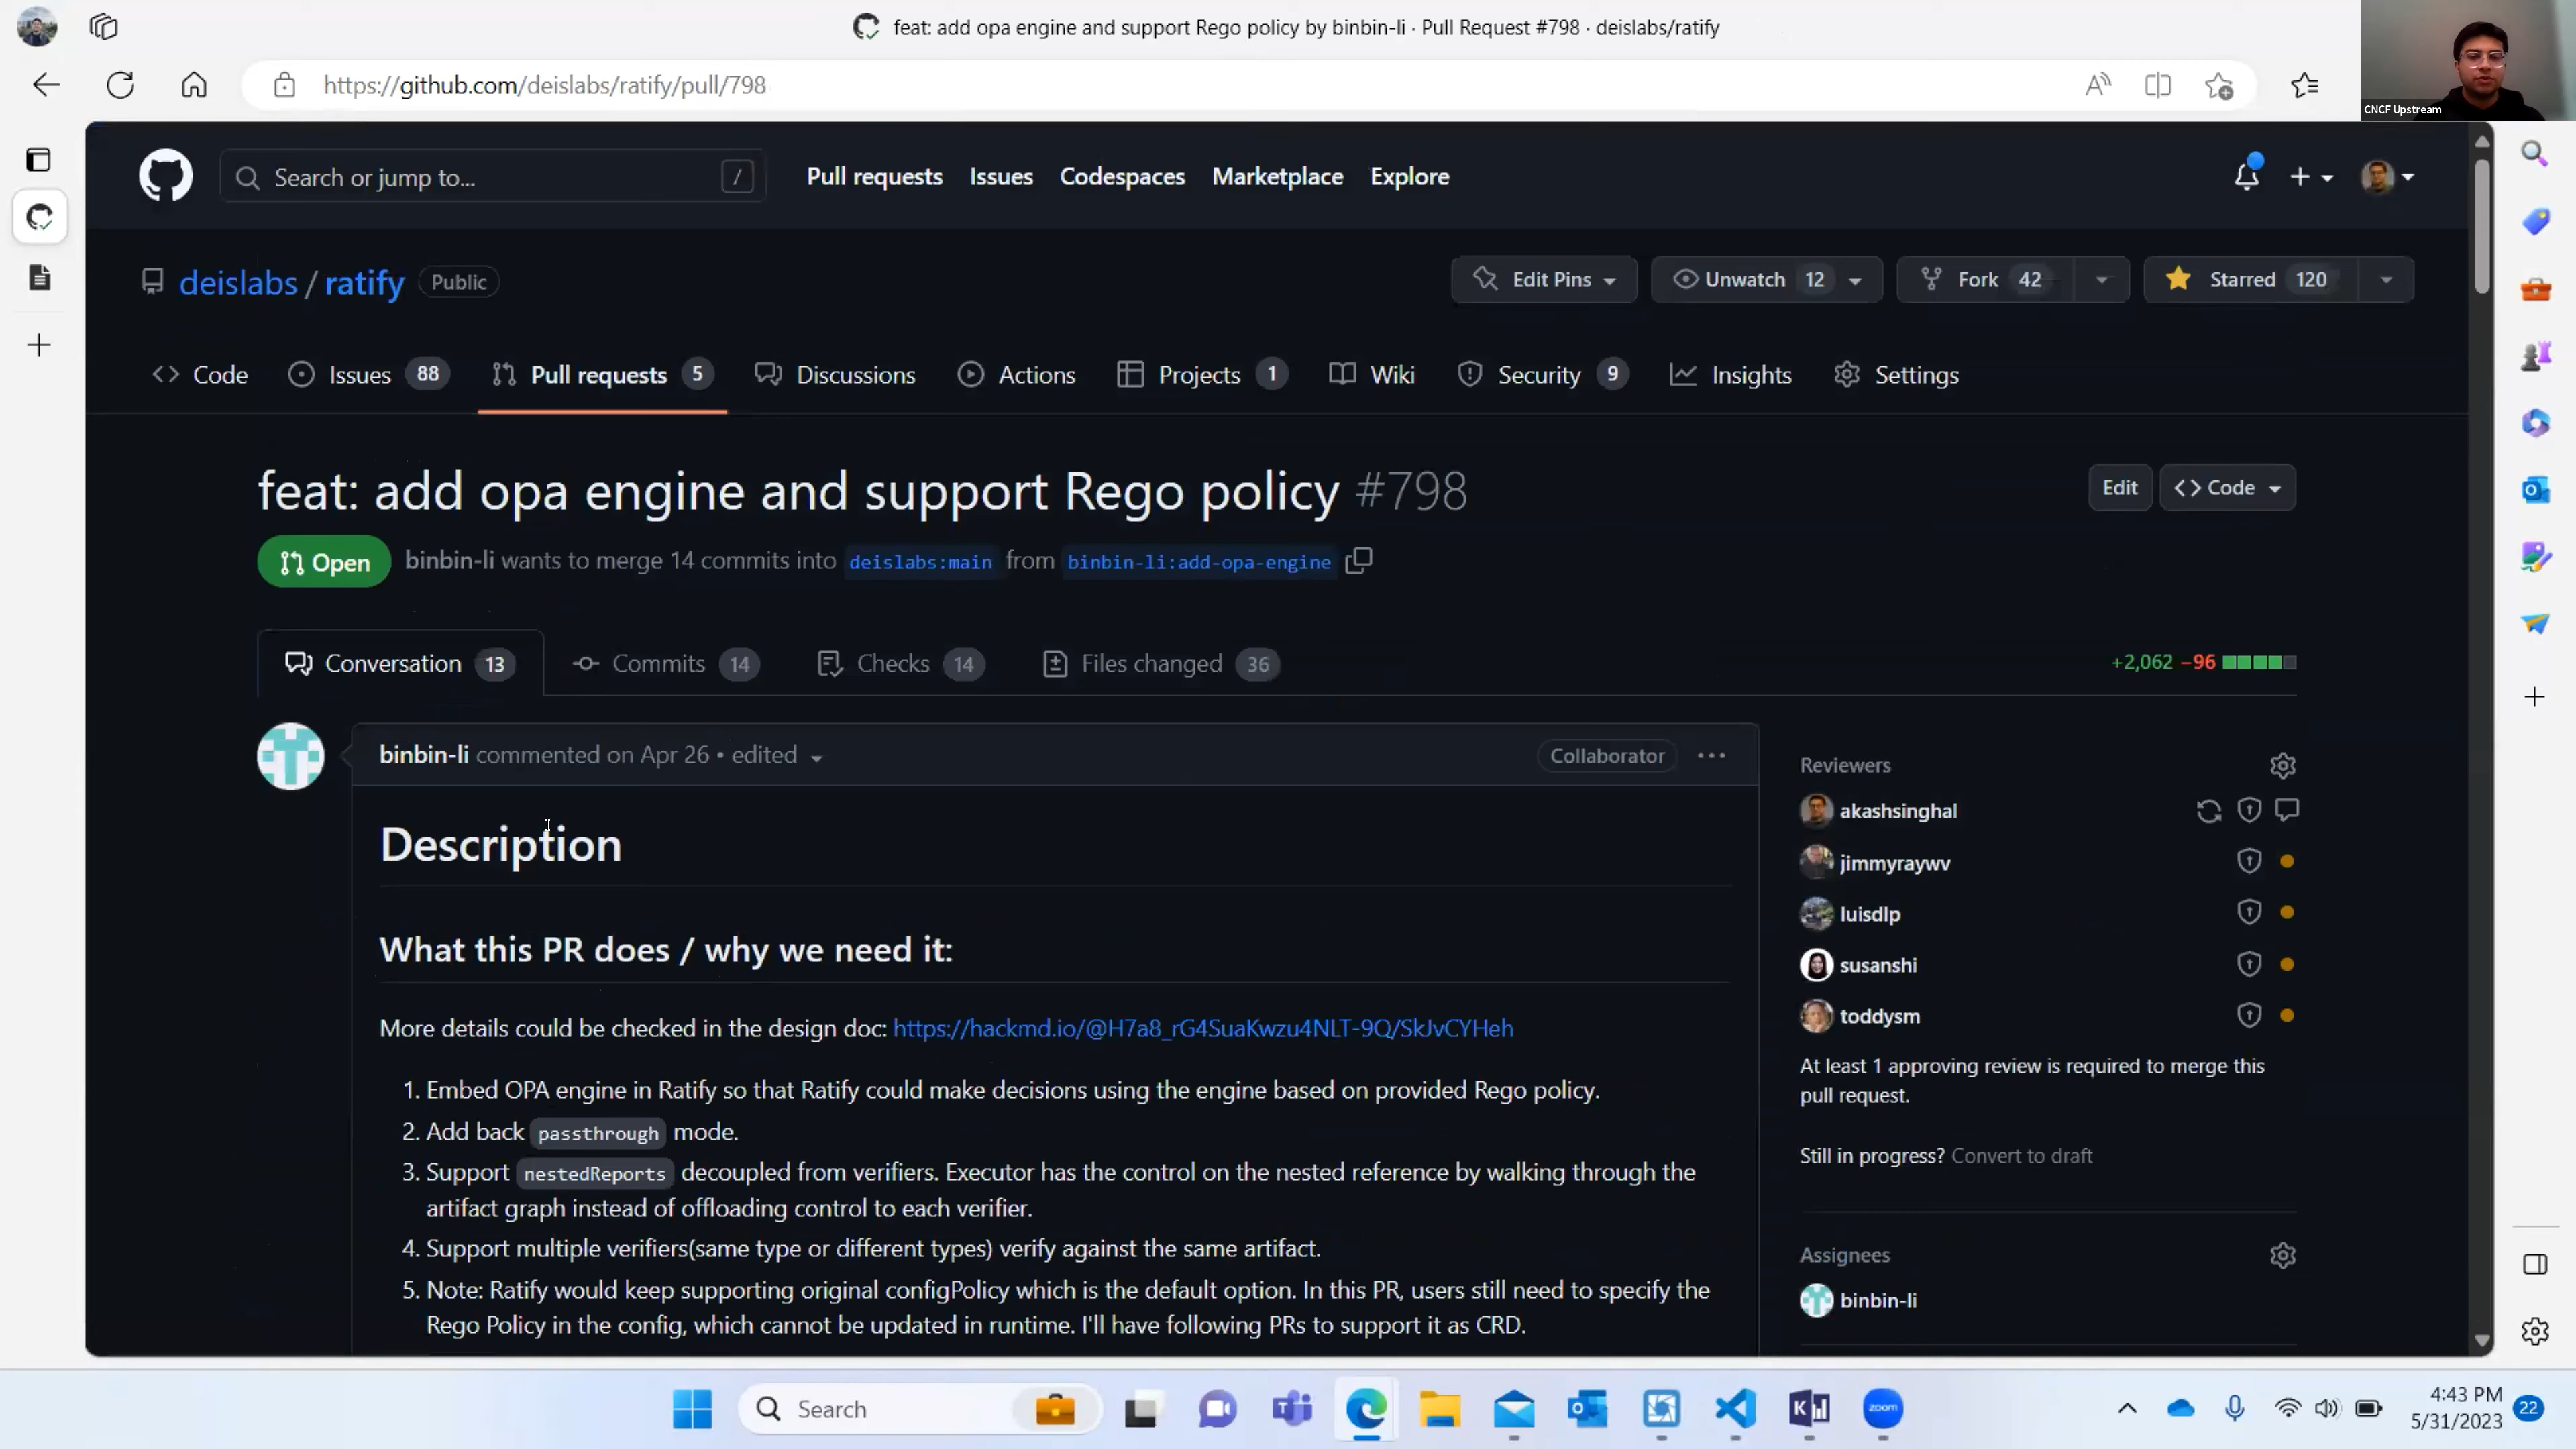 feat: add opa engine and support Rego policy by binbin-li · Pull Request #798 · deislabs/ratify
https://github.com/deislabs/ratify/pull/798
CNCF Upstream
Search or jump to... /
Pull requests Issues Codespaces Marketplace Explore
deislabs / ratify Public
Edit Pins Unwatch 12 Fork 42 Starred 120
Code Issues 88 Pull requests 5 Discussions Actions Projects 1 Wiki Security 9 Insights Settings
feat: add opa engine and support Rego policy #798
Edit <> Code
Open binbin-li wants to merge 14 commits into deislabs:main from binbin-li:add-opa-engine
Conversation 13 Commits 14 Checks 14 Files changed 36
+2,062 −96
binbin-li commented on Apr 26 • edited
Collaborator
Description
What this PR does / why we need it:
More details could be checked in the design doc: https://hackmd.io/@H7a8_rG4SuaKwzu4NLT-9Q/SkJvCYHeh
1. Embed OPA engine in Ratify so that Ratify could make decisions using the engine based on provided Rego policy.
2. Add back passthrough mode.
3. Support nestedReports decoupled from verifiers. Executor has the control on the nested reference by walking through the
artifact graph instead of offloading control to each verifier.
4. Support multiple verifiers(same type or different types) verify against the same artifact.
5. Note: Ratify would keep supporting original configPolicy which is the default option. In this PR, users still need to specify the
Rego Policy in the config, which cannot be updated in runtime. I'll have following PRs to support it as CRD.
Reviewers
akashsinghal
jimmyraywv
luisdlp
susanshi
toddysm
At least 1 approving review is required to merge this
pull request.
Still in progress? Convert to draft
Assignees
binbin-li
Search
zoom
4:43 PM
5/31/2023
22